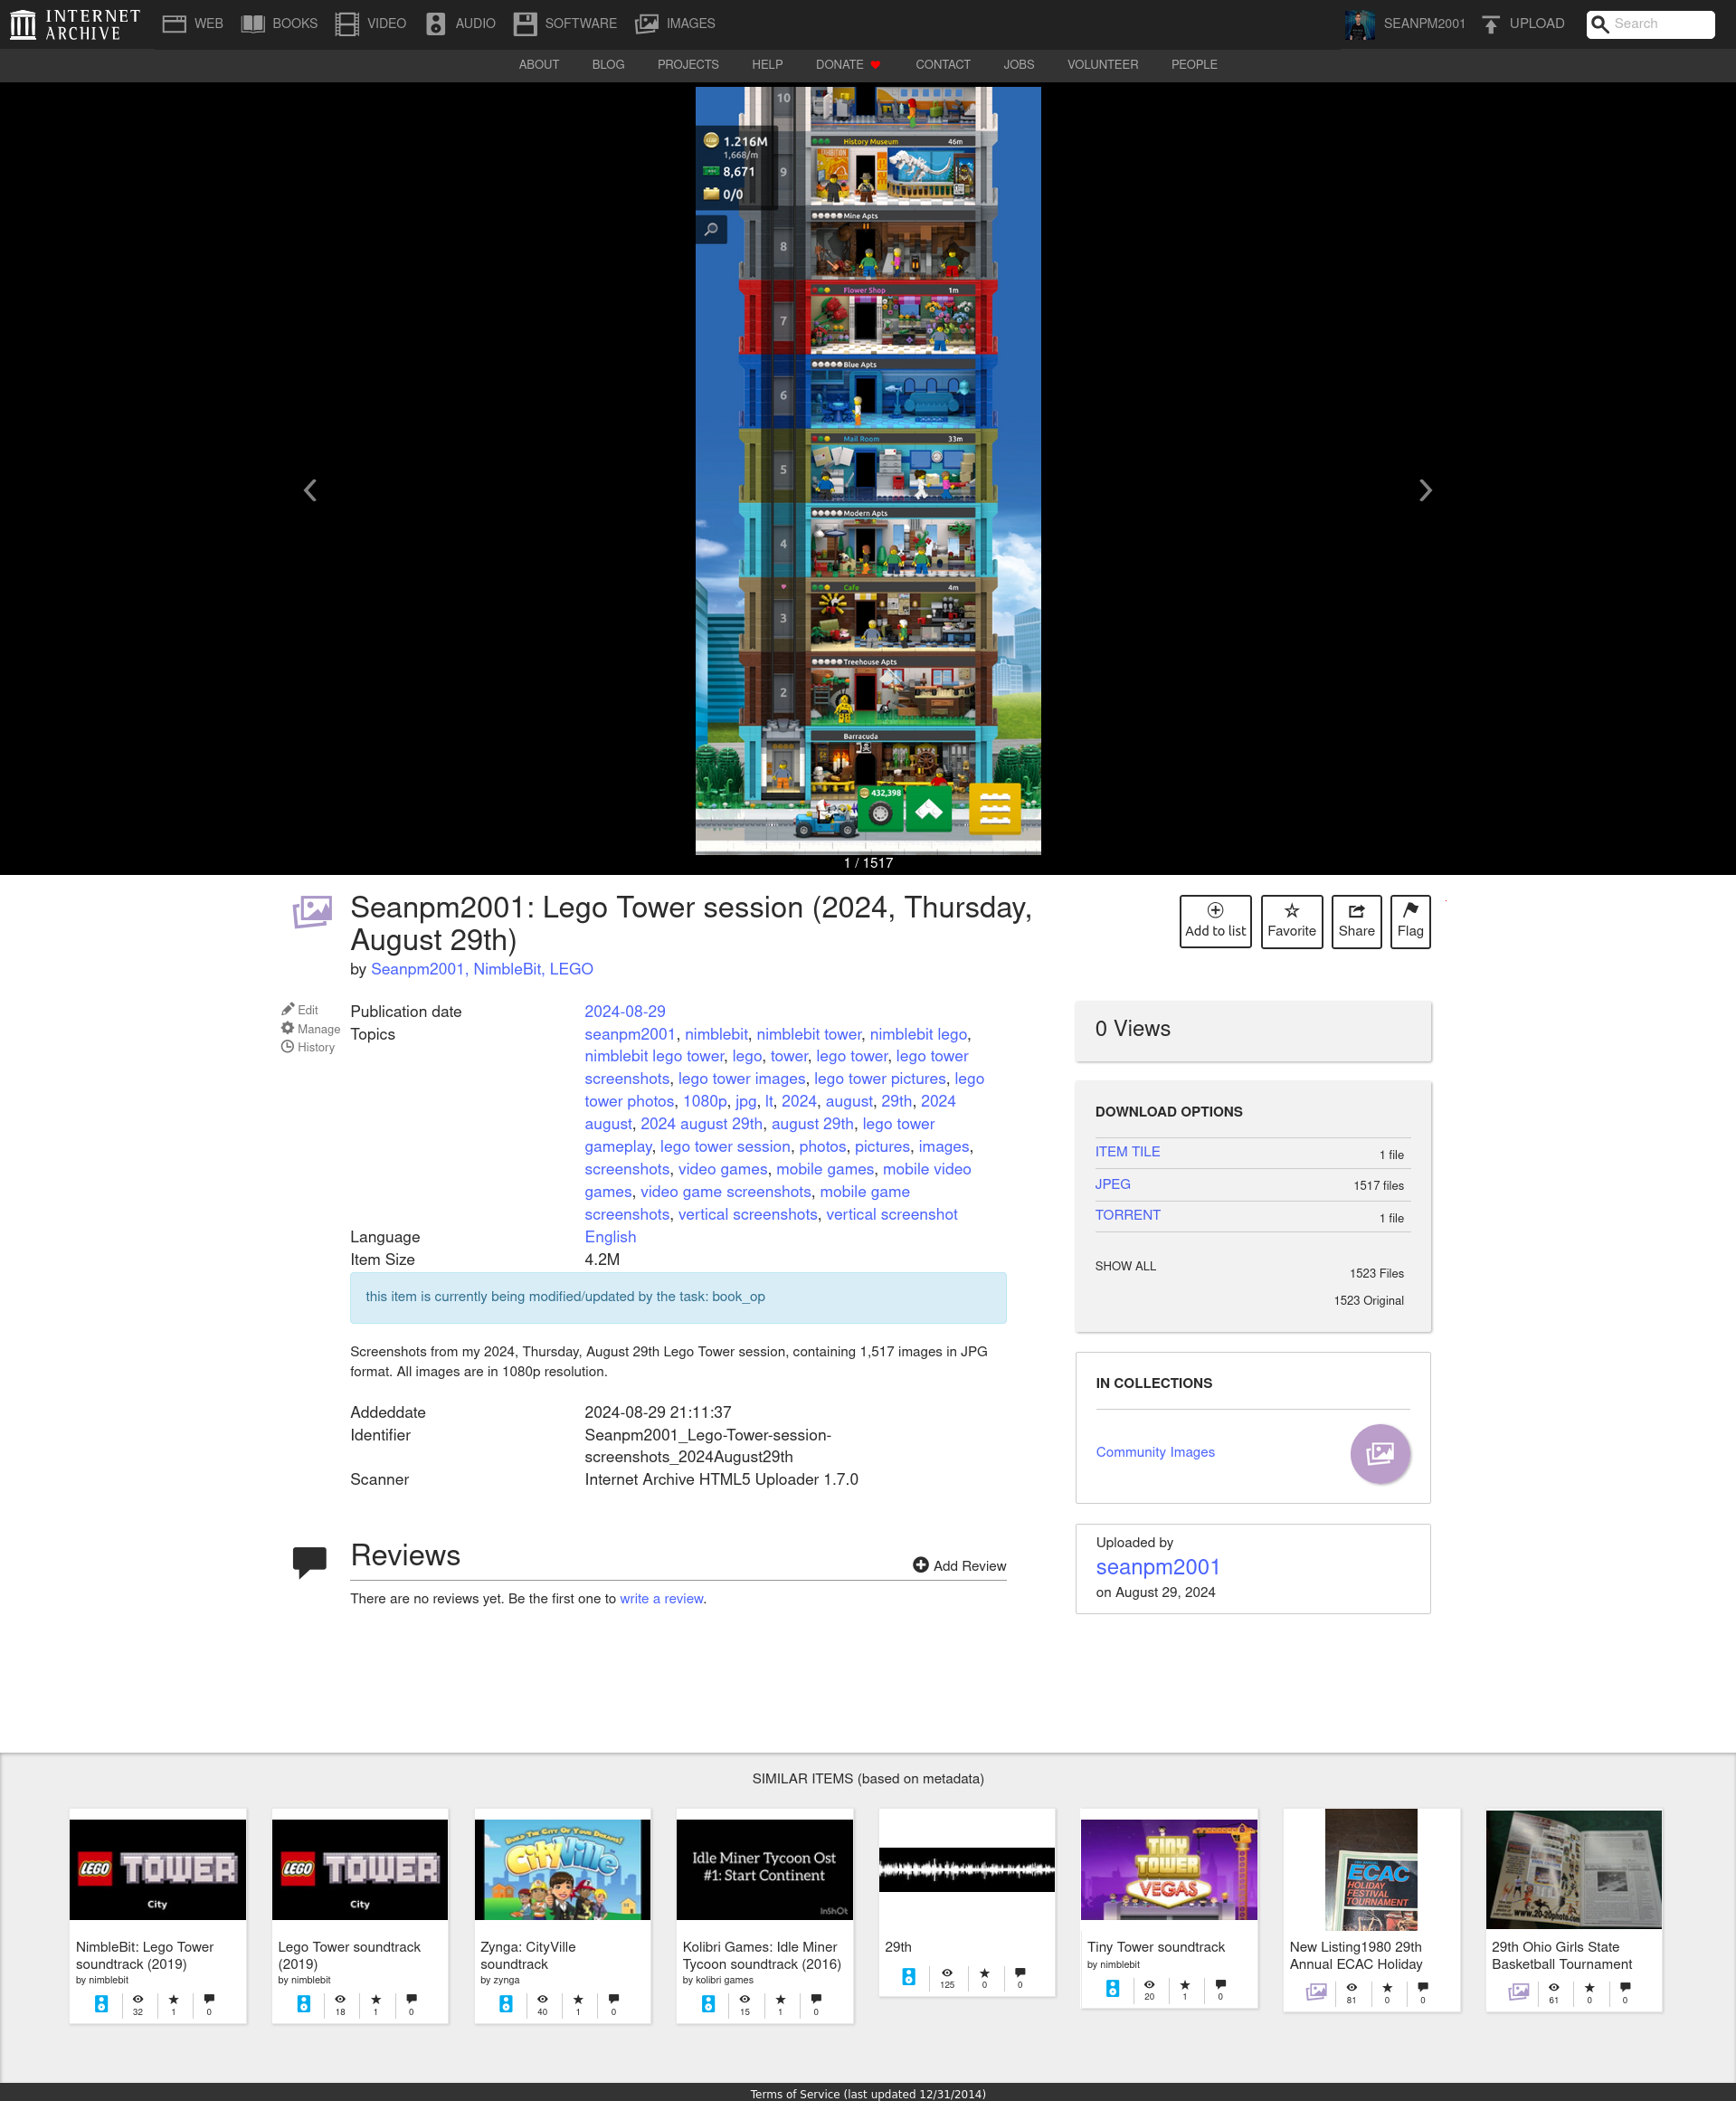 INTERNET ARCHIVE WEB BOOKS VIDEO AUDIO SOFTWARE IMAGES SEANPM2001 UPLOAD Search
ABOUT BLOG PROJECTS HELP DONATE CONTACT JOBS VOLUNTEER PEOPLE
10
1.216M
1,668/m
8,671
0/0
History Museum 46m
9
Mine Apts
8
Flower Shop 1m
7
Blue Apts
6
Mail Room 33m
5
Modern Apts
4
Cafe 4m
3
Treehouse Apts
2
Barracuda
432,398
1 / 1517
Seanpm2001: Lego Tower session (2024, Thursday,
August 29th)
by Seanpm2001, NimbleBit, LEGO
Add to list Favorite Share Flag
Edit
Manage
History
Publication date 2024-08-29
Topics seanpm2001, nimblebit, nimblebit tower, nimblebit lego,
nimblebit lego tower, lego, tower, lego tower, lego tower
screenshots, lego tower images, lego tower pictures, lego
tower photos, 1080p, jpg, lt, 2024, august, 29th, 2024
august, 2024 august 29th, august 29th, lego tower
gameplay, lego tower session, photos, pictures, images,
screenshots, video games, mobile games, mobile video
games, video game screenshots, mobile game
screenshots, vertical screenshots, vertical screenshot
Language English
Item Size 4.2M
this item is currently being modified/updated by the task: book_op
Screenshots from my 2024, Thursday, August 29th Lego Tower session, containing 1,517 images in JPG
format. All images are in 1080p resolution.
Addeddate 2024-08-29 21:11:37
Identifier Seanpm2001_Lego-Tower-session-
screenshots_2024August29th
Scanner Internet Archive HTML5 Uploader 1.7.0
Reviews
Add Review
There are no reviews yet. Be the first one to write a review.
0 Views
DOWNLOAD OPTIONS
ITEM TILE 1 file
JPEG 1517 files
TORRENT 1 file
SHOW ALL 1523 Files
1523 Original
IN COLLECTIONS
Community Images
Uploaded by
seanpm2001
on August 29, 2024
SIMILAR ITEMS (based on metadata)
LEGO TOWER
City
NimbleBit: Lego Tower
soundtrack (2019)
by nimblebit
32 1 0
LEGO TOWER
City
Lego Tower soundtrack
(2019)
by nimblebit
18 1 0
BUILD THE CITY OF YOUR DREAMS!
CityVille
Zynga: CityVille
soundtrack
by zynga
40 1 0
Idle Miner Tycoon Ost
#1: Start Continent
InShOt
Kolibri Games: Idle Miner
Tycoon soundtrack (2016)
by kolibri games
15 1 0
29th
125 0 0
TINY
TOWER
VEGAS
Tiny Tower soundtrack
by nimblebit
20 1 0
ECAC
HOLIDAY
FESTIVAL
TOURNAMENT
New Listing1980 29th
Annual ECAC Holiday
81 0 0
www.20-20photo.com
29th Ohio Girls State
Basketball Tournament
61 0 0
Terms of Service (last updated 12/31/2014)